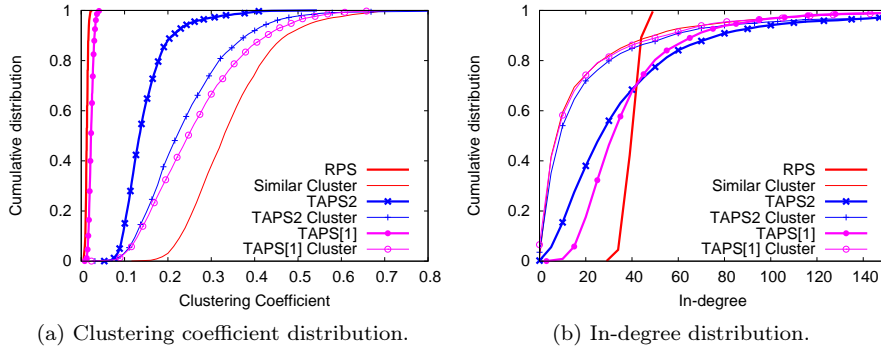 1
0.8
0.6
0.4
0.2
0
Cumulative distribution
RPS
Similar Cluster
TAPS2
TAPS2 Cluster
TAPS[1]
TAPS[1] Cluster
0 0.1 0.2 0.3 0.4 0.5 0.6 0.7 0.8
Clustering Coefficient
(a) Clustering coefficient distribution.
1
0.8
0.6
0.4
0.2
0
Cumulative distribution
RPS
Similar Cluster
TAPS2
TAPS2 Cluster
TAPS[1]
TAPS[1] Cluster
0 20 40 60 80 100 120 140
In-degree
(b) In-degree distribution.